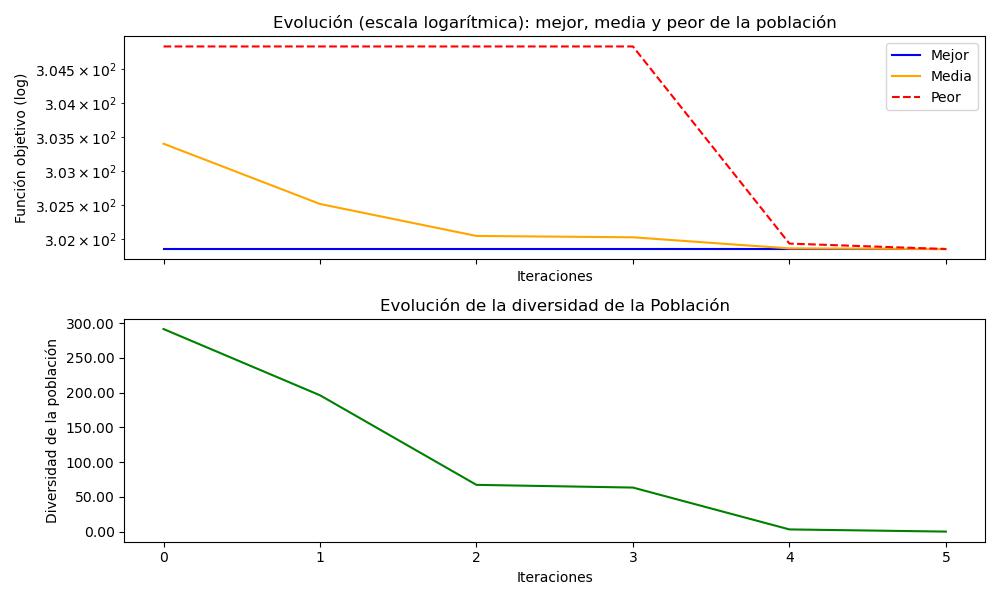 Evolución (escala logarítmica): mejor, media y peor de la población
Función objetivo (log)
3.045 × 10²
3.04 × 10²
3.035 × 10²
3.03 × 10²
3.025 × 10²
3.02 × 10²
Mejor
Media
Peor
Iteraciones
Evolución de la diversidad de la Población
Diversidad de la población
300.00
250.00
200.00
150.00
100.00
50.00
0.00
0 1 2 3 4 5
Iteraciones